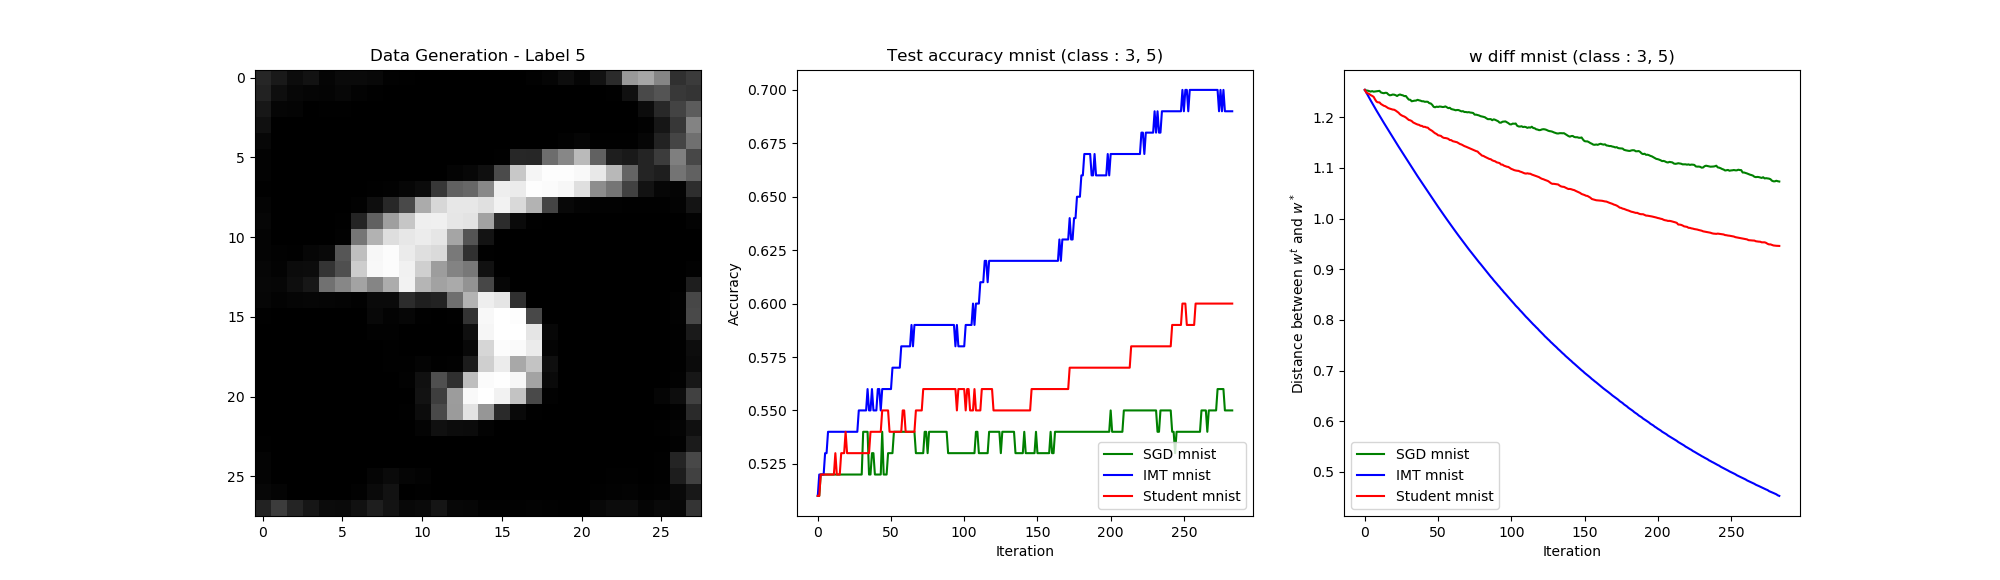 Data Generation - Label 5
0
5
10
15
20
25
0 5 10 15 20 25
Test accuracy mnist (class : 3, 5)
Accuracy
0.700
0.675
0.650
0.625
0.600
0.575
0.550
0.525
0 50 100 150 200 250
Iteration
SGD mnist
IMT mnist
Student mnist
w diff mnist (class : 3, 5)
Distance between w^t and w^*
1.2
1.1
1.0
0.9
0.8
0.7
0.6
0.5
0 50 100 150 200 250
Iteration
SGD mnist
IMT mnist
Student mnist